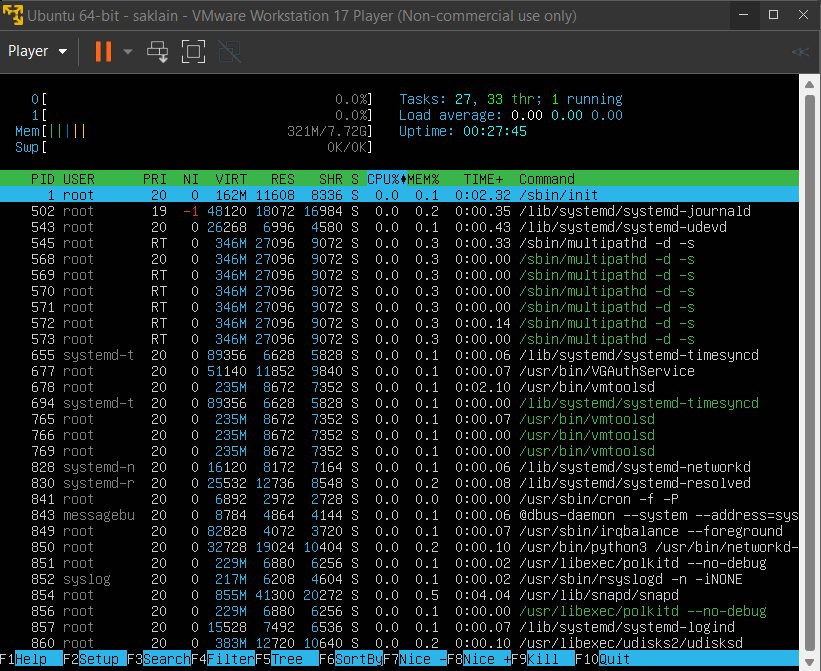 Ubuntu 64-bit - saklain - VMware Workstation 17 Player (Non-commercial use only)
Player
0[ 0.0%] Tasks: 27, 33 thr; 1 running
1[ 0.0%] Load average: 0.00 0.00 0.00
Mem[||||| 321M/7.72G] Uptime: 00:27:45
Swp[ 0K/0K]
PID USER PRI NI VIRT RES SHR S CPU% MEM% TIME+ Command
1 root 20 0 162M 11608 8336 S 0.0 0.1 0:02.32 /sbin/init
502 root 19 -1 48120 18072 16984 S 0.0 0.2 0:00.35 /lib/systemd/systemd-journald
543 root 20 0 26268 6996 4580 S 0.0 0.1 0:00.43 /lib/systemd/systemd-udevd
545 root RT 0 346M 27096 9072 S 0.0 0.3 0:00.33 /sbin/multipathd -d -s
568 root 20 0 346M 27096 9072 S 0.0 0.3 0:00.00 /sbin/multipathd -d -s
569 root RT 0 346M 27096 9072 S 0.0 0.3 0:00.00 /sbin/multipathd -d -s
570 root RT 0 346M 27096 9072 S 0.0 0.3 0:00.00 /sbin/multipathd -d -s
571 root RT 0 346M 27096 9072 S 0.0 0.3 0:00.00 /sbin/multipathd -d -s
572 root RT 0 346M 27096 9072 S 0.0 0.3 0:00.14 /sbin/multipathd -d -s
573 root RT 0 346M 27096 9072 S 0.0 0.3 0:00.00 /sbin/multipathd -d -s
655 systemd-t 20 0 89356 6628 5828 S 0.0 0.1 0:00.06 /lib/systemd/systemd-timesyncd
677 root 20 0 51140 11852 9840 S 0.0 0.1 0:00.07 /usr/bin/VGAuthService
678 root 20 0 235M 8672 7352 S 0.0 0.1 0:02.10 /usr/bin/vmtoolsd
694 systemd-t 20 0 89356 6628 5828 S 0.0 0.1 0:00.00 /lib/systemd/systemd-timesyncd
765 root 20 0 235M 8672 7352 S 0.0 0.1 0:00.07 /usr/bin/vmtoolsd
766 root 20 0 235M 8672 7352 S 0.0 0.1 0:00.00 /usr/bin/vmtoolsd
769 root 20 0 235M 8672 7352 S 0.0 0.1 0:00.00 /usr/bin/vmtoolsd
828 systemd-n 20 0 16120 8172 7164 S 0.0 0.1 0:00.06 /lib/systemd/systemd-networkd
830 systemd-r 20 0 25532 12736 8548 S 0.0 0.2 0:00.08 /lib/systemd/systemd-resolved
841 root 20 0 6892 2972 2728 S 0.0 0.0 0:00.00 /usr/sbin/cron -f -P
843 messagebu 20 0 8784 4864 4144 S 0.0 0.1 0:00.06 @dbus-daemon --system --address=sys
849 root 20 0 82828 4072 3720 S 0.0 0.1 0:00.07 /usr/sbin/irqbalance --foreground
850 root 20 0 32728 19024 10404 S 0.0 0.2 0:00.10 /usr/bin/python3 /usr/bin/networkd-
851 root 20 0 229M 6880 6256 S 0.0 0.1 0:00.02 /usr/libexec/polkitd --no-debug
852 syslog 20 0 217M 6208 4604 S 0.0 0.1 0:00.02 /usr/sbin/rsyslogd -n -iNONE
854 root 20 0 855M 41300 20272 S 0.0 0.5 0:00.04 /usr/lib/snapd/snapd
856 root 20 0 229M 6880 6256 S 0.0 0.1 0:00.00 /usr/libexec/polkitd --no-debug
857 root 20 0 15528 7492 6536 S 0.0 0.1 0:00.07 /lib/systemd/systemd-logind
860 root 20 0 383M 12720 10640 S 0.0 0.2 0:00.10 /usr/libexec/udisks2/udisksd
F1Help F2Setup F3SearchF4FilterF5Tree F6SortByF7Nice -F8Nice +F9Kill F10Quit